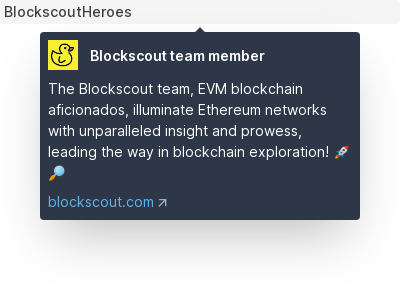 BlockscoutHeroes
Blockscout team member
The Blockscout team, EVM blockchain
aficionados, illuminate Ethereum networks
with unparalleled insight and prowess,
leading the way in blockchain exploration! 🚀
🔎
blockscout.com ↗